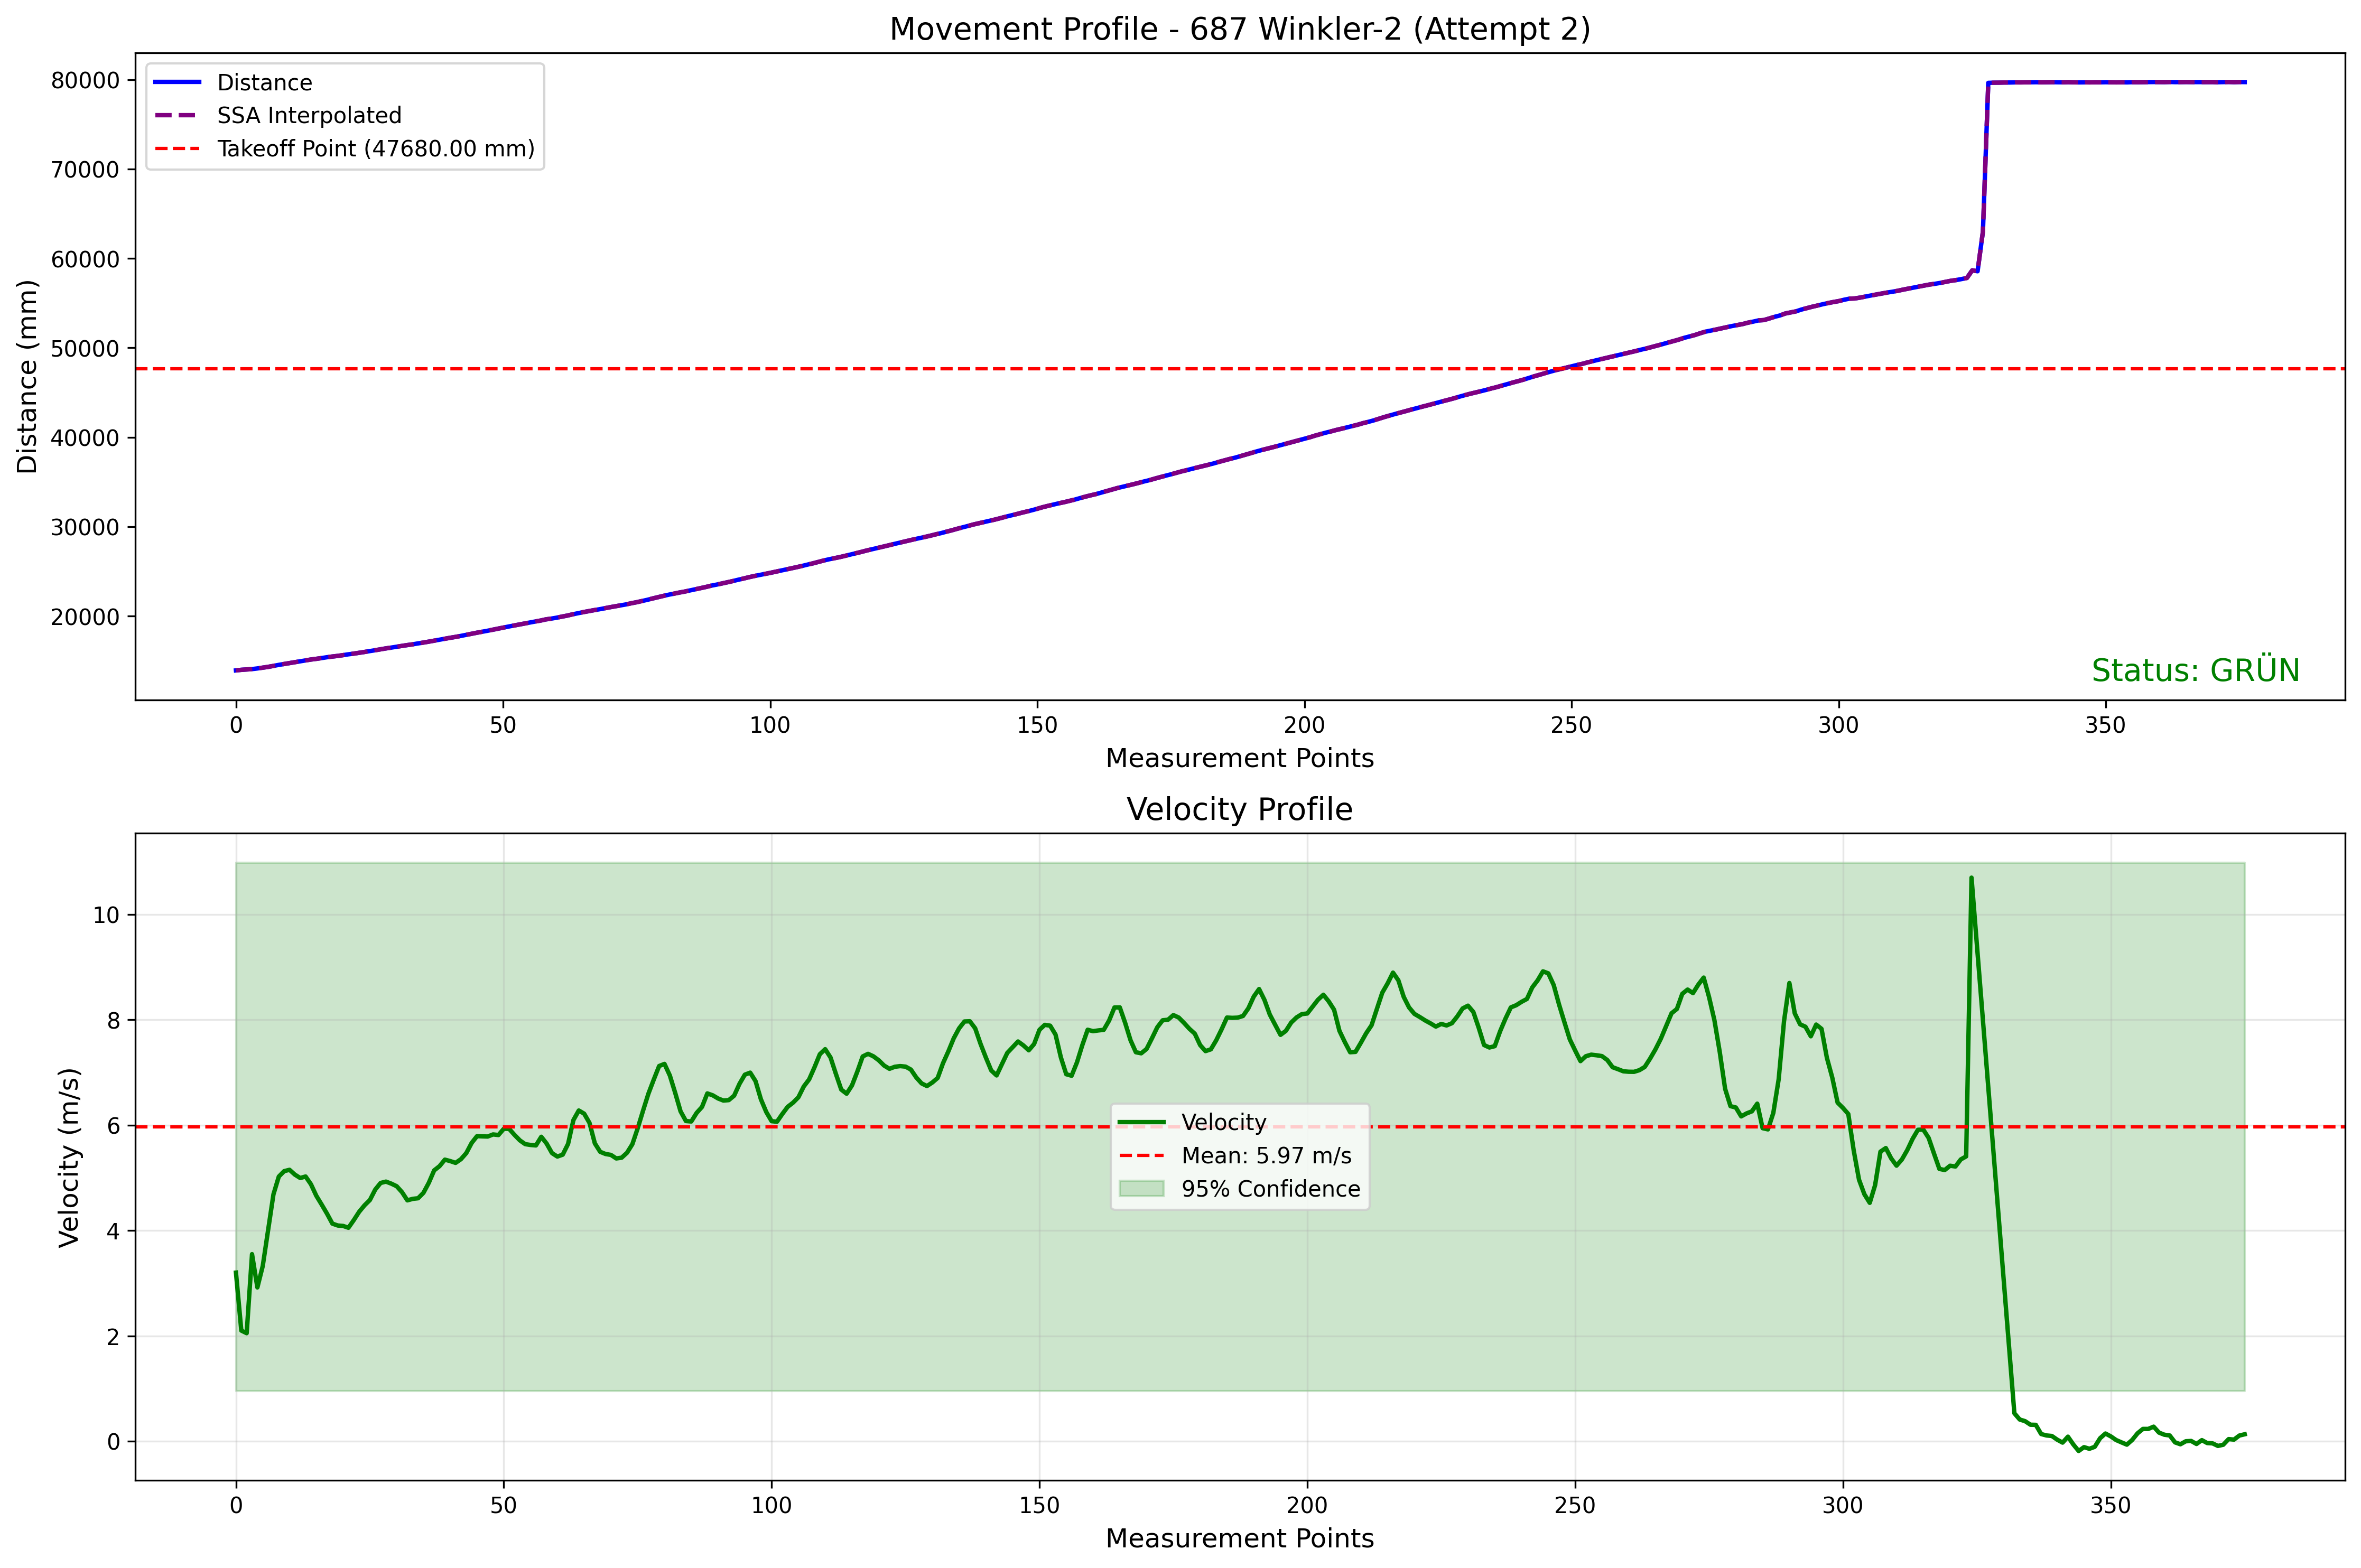 Movement Profile - 687 Winkler-2 (Attempt 2)
Distance (mm)
80000
70000
60000
50000
40000
30000
20000
Distance
SSA Interpolated
Takeoff Point (47680.00 mm)
Status: GRÜN
0 50 100 150 200 250 300 350
Measurement Points
Velocity Profile
Velocity (m/s)
10
8
6
4
2
0
Velocity
Mean: 5.97 m/s
95% Confidence
0 50 100 150 200 250 300 350
Measurement Points